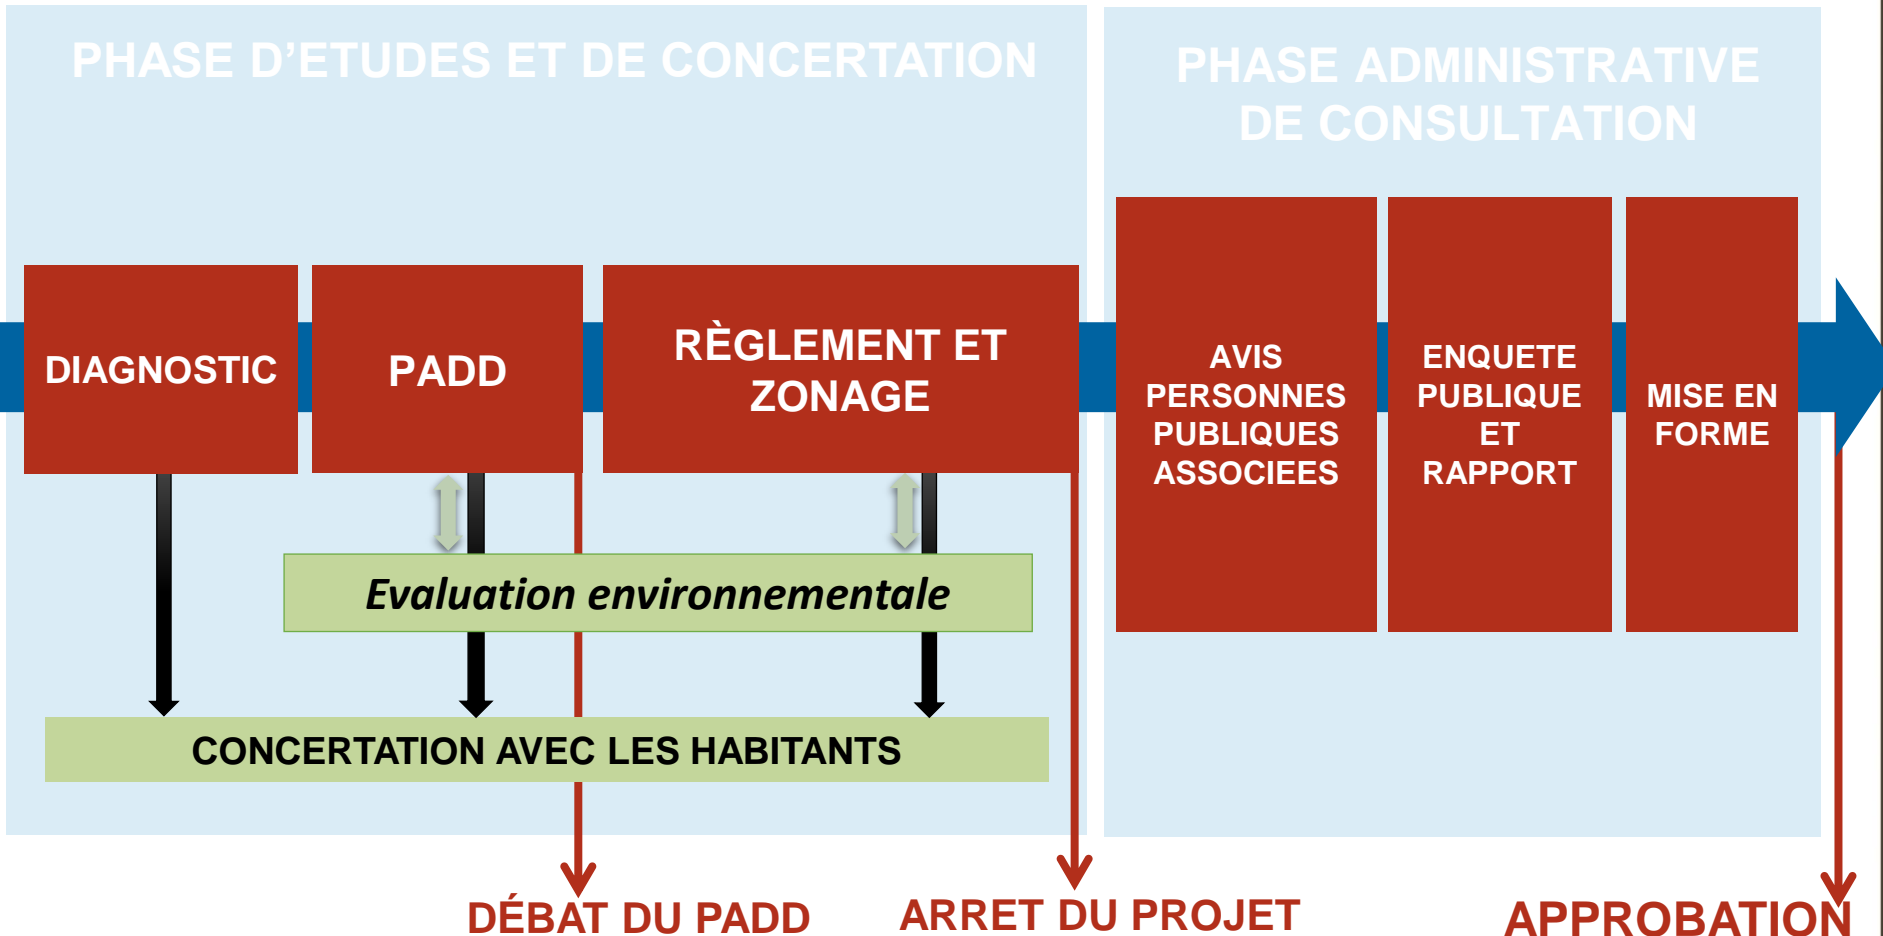 PHASE D’ETUDES ET DE CONCERTATION
PHASE ADMINISTRATIVE
DE CONSULTATION
DIAGNOSTIC
PADD
RÈGLEMENT ET
ZONAGE
AVIS
PERSONNES
PUBLIQUES
ASSOCIEES
ENQUETE
PUBLIQUE
ET
RAPPORT
MISE EN
FORME
Evaluation environnementale
CONCERTATION AVEC LES HABITANTS
DÉBAT DU PADD
ARRET DU PROJET
APPROBATION